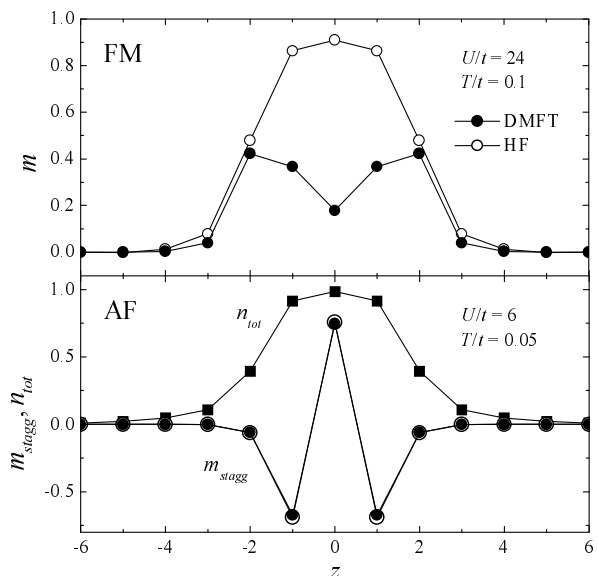 1.0
0.8
0.6
0.4
0.2
0.0
m
FM
U/t = 24
T/t = 0.1
DMFT
HF
1.0
0.5
0.0
-0.5
m_stagg, n_tot
AF
n_tot
U/t = 6
T/t = 0.05
m_stagg
-6 -4 -2 0 2 4 6
z